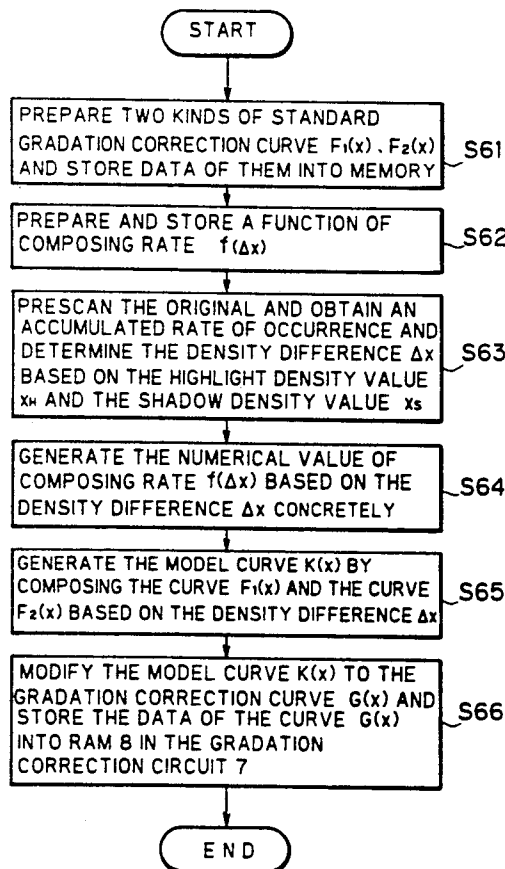 START
PREPARE TWO KINDS OF STANDARD
GRADATION CORRECTION CURVE F₁(x), F₂(x)
AND STORE DATA OF THEM INTO MEMORY
S61
PREPARE AND STORE A FUNCTION OF
COMPOSING RATE f(Δx)
S62
PRESCAN THE ORIGINAL AND OBTAIN AN
ACCUMULATED RATE OF OCCURRENCE AND
DETERMINE THE DENSITY DIFFERENCE Δx
BASED ON THE HIGHLIGHT DENSITY VALUE
xH AND THE SHADOW DENSITY VALUE xS
S63
GENERATE THE NUMERICAL VALUE OF
COMPOSING RATE f(Δx) BASED ON THE
DENSITY DIFFERENCE Δx CONCRETELY
S64
GENERATE THE MODEL CURVE K(x) BY
COMPOSING THE CURVE F₁(x) AND THE CURVE
F₂(x) BASED ON THE DENSITY DIFFERENCE Δx
S65
MODIFY THE MODEL CURVE K(x) TO THE
GRADATION CORRECTION CURVE G(x) AND
STORE THE DATA OF THE CURVE G(x)
INTO RAM 8 IN THE GRADATION
CORRECTION CIRCUIT 7
S66
END